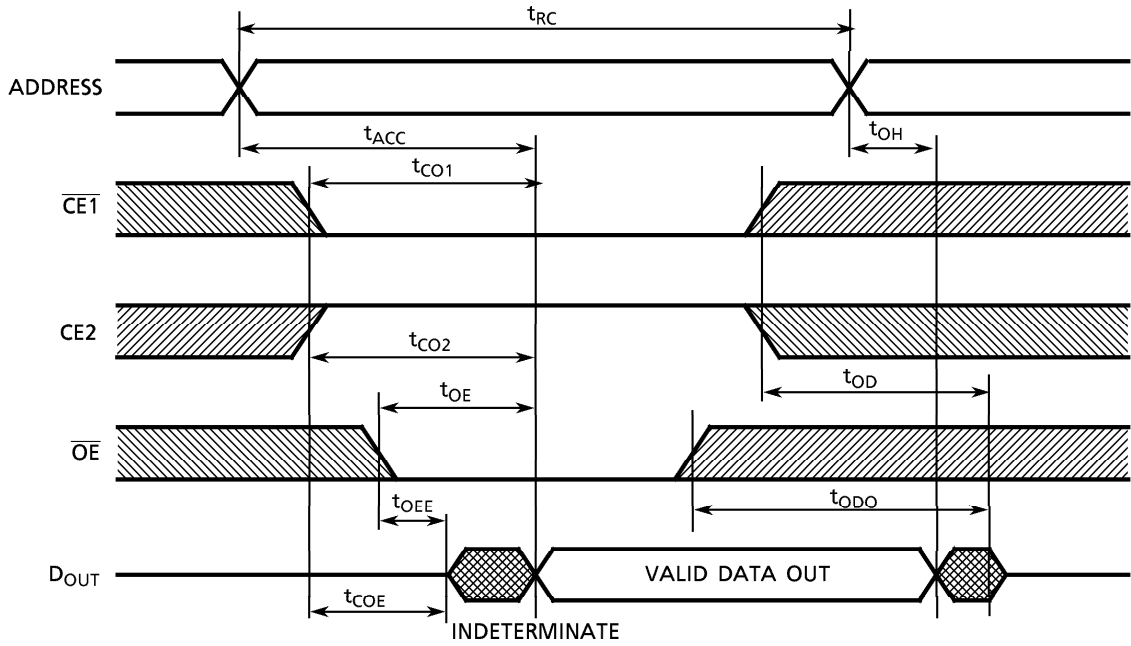 tRC
ADDRESS
tACC
tOH
tCO1
CE1
CE2
tCO2
tOD
tOE
OE
tOEE
tODO
DOUT
VALID DATA OUT
tCOE
INDETERMINATE